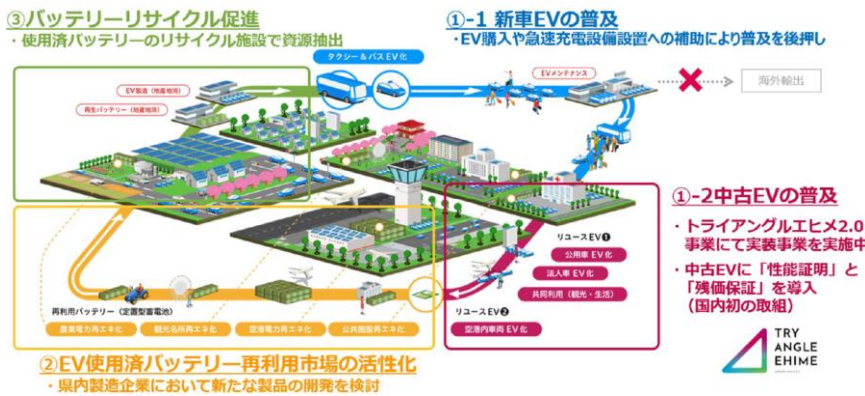 ③バッテリーリサイクル促進
・使用済バッテリーのリサイクル施設で資源抽出
①-1 新車EVの普及
・EV購入や急速充電設備設置への補助により普及を後押し
タクシー＆バスEV化
EV製造（地産地消）
再生バッテリー（地産地消）
EVメンテナンス
海外輸出
①-2中古EVの普及
・トライアングルエヒメ2.0
事業にて実装事業を実施中
・中古EVに「性能証明」と
「残価保証」を導入
（国内初の取組）
リユースEV❶
公用車 EV化
法人車 EV化
共同利用（観光・生活）
リユースEV❷
空港内車両 EV化
再利用バッテリー（定置型蓄電池）
農業電力再エネ化
観光名所再エネ化
空港電力再エネ化
公共施設再エネ化
②EV使用済バッテリー再利用市場の活性化
・県内製造企業において新たな製品の開発を検討
TRY
ANGLE
EHIME